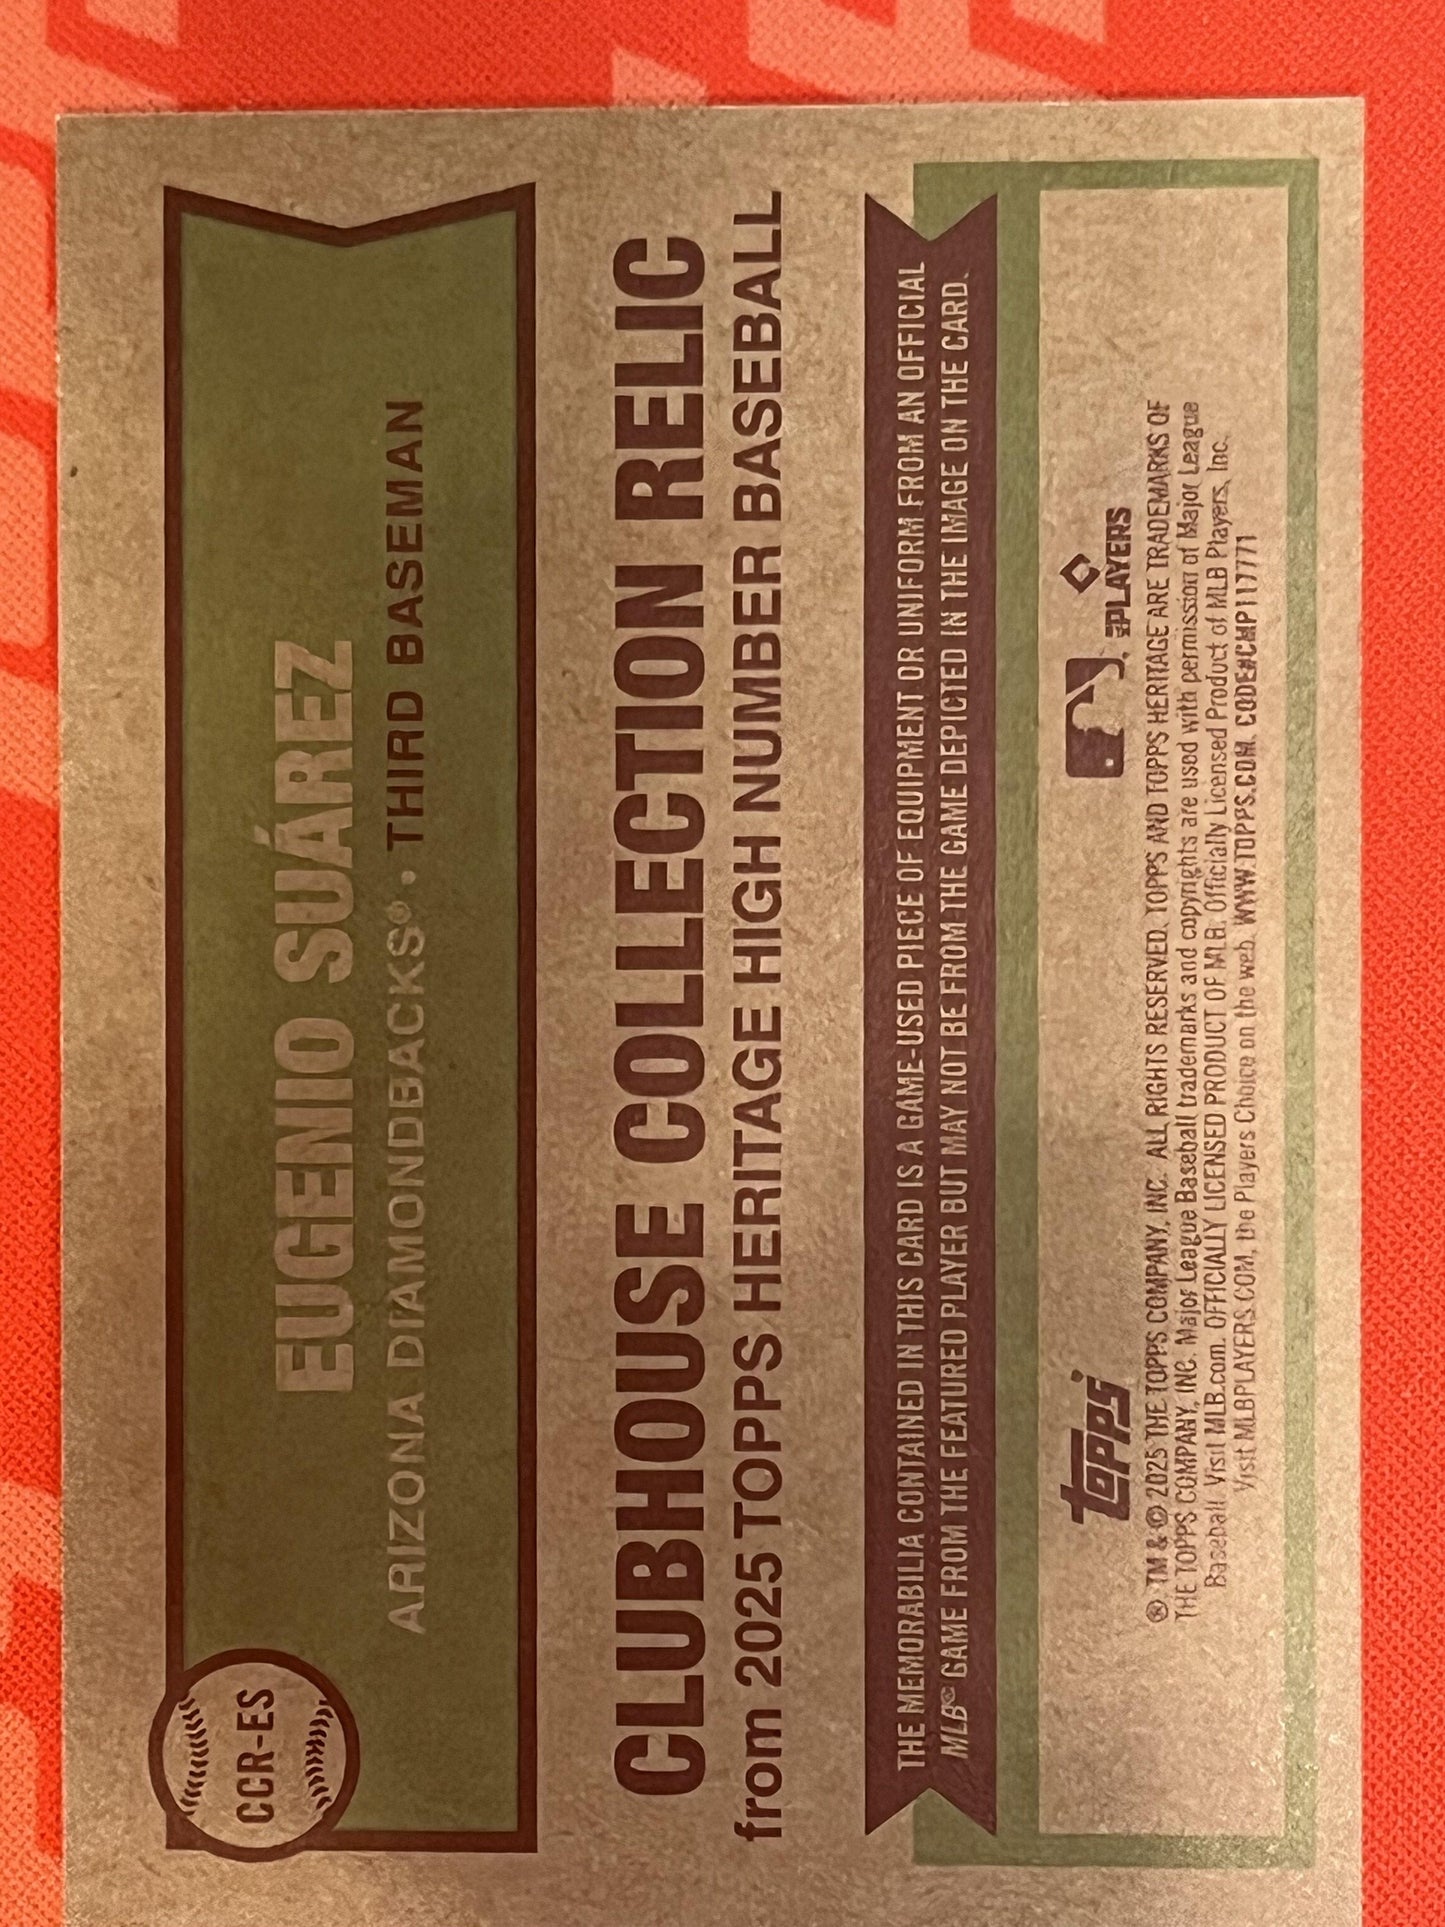 CCR-ES
EUGENIO SUÁREZ
ARIZONA DIAMONDBACKS® • THIRD BASEMAN
CLUBHOUSE COLLECTION RELIC
from 2025 TOPPS HERITAGE HIGH NUMBER BASEBALL
THE MEMORABILIA CONTAINED IN THIS CARD IS A GAME-USED PIECE OF EQUIPMENT OR UNIFORM FROM AN OFFICIAL
MLB® GAME FROM THE FEATURED PLAYER BUT MAY NOT BE FROM THE GAME DEPICTED IN THE IMAGE ON THE CARD.
topps®
MLB PLAYERS
® TM & © 2025 THE TOPPS COMPANY, INC. ALL RIGHTS RESERVED. TOPPS AND TOPPS HERITAGE ARE TRADEMARKS OF
THE TOPPS COMPANY, INC. Major League Baseball trademarks and copyrights are used with permission of Major League
Baseball. Visit MLB.com. OFFICIALLY LICENSED PRODUCT OF MLB. Officially Licensed Product of MLB Players, Inc.
Visit MLBPLAYERS.COM, the Players Choice on the web. WWW.TOPPS.COM. CODE#CMP117771